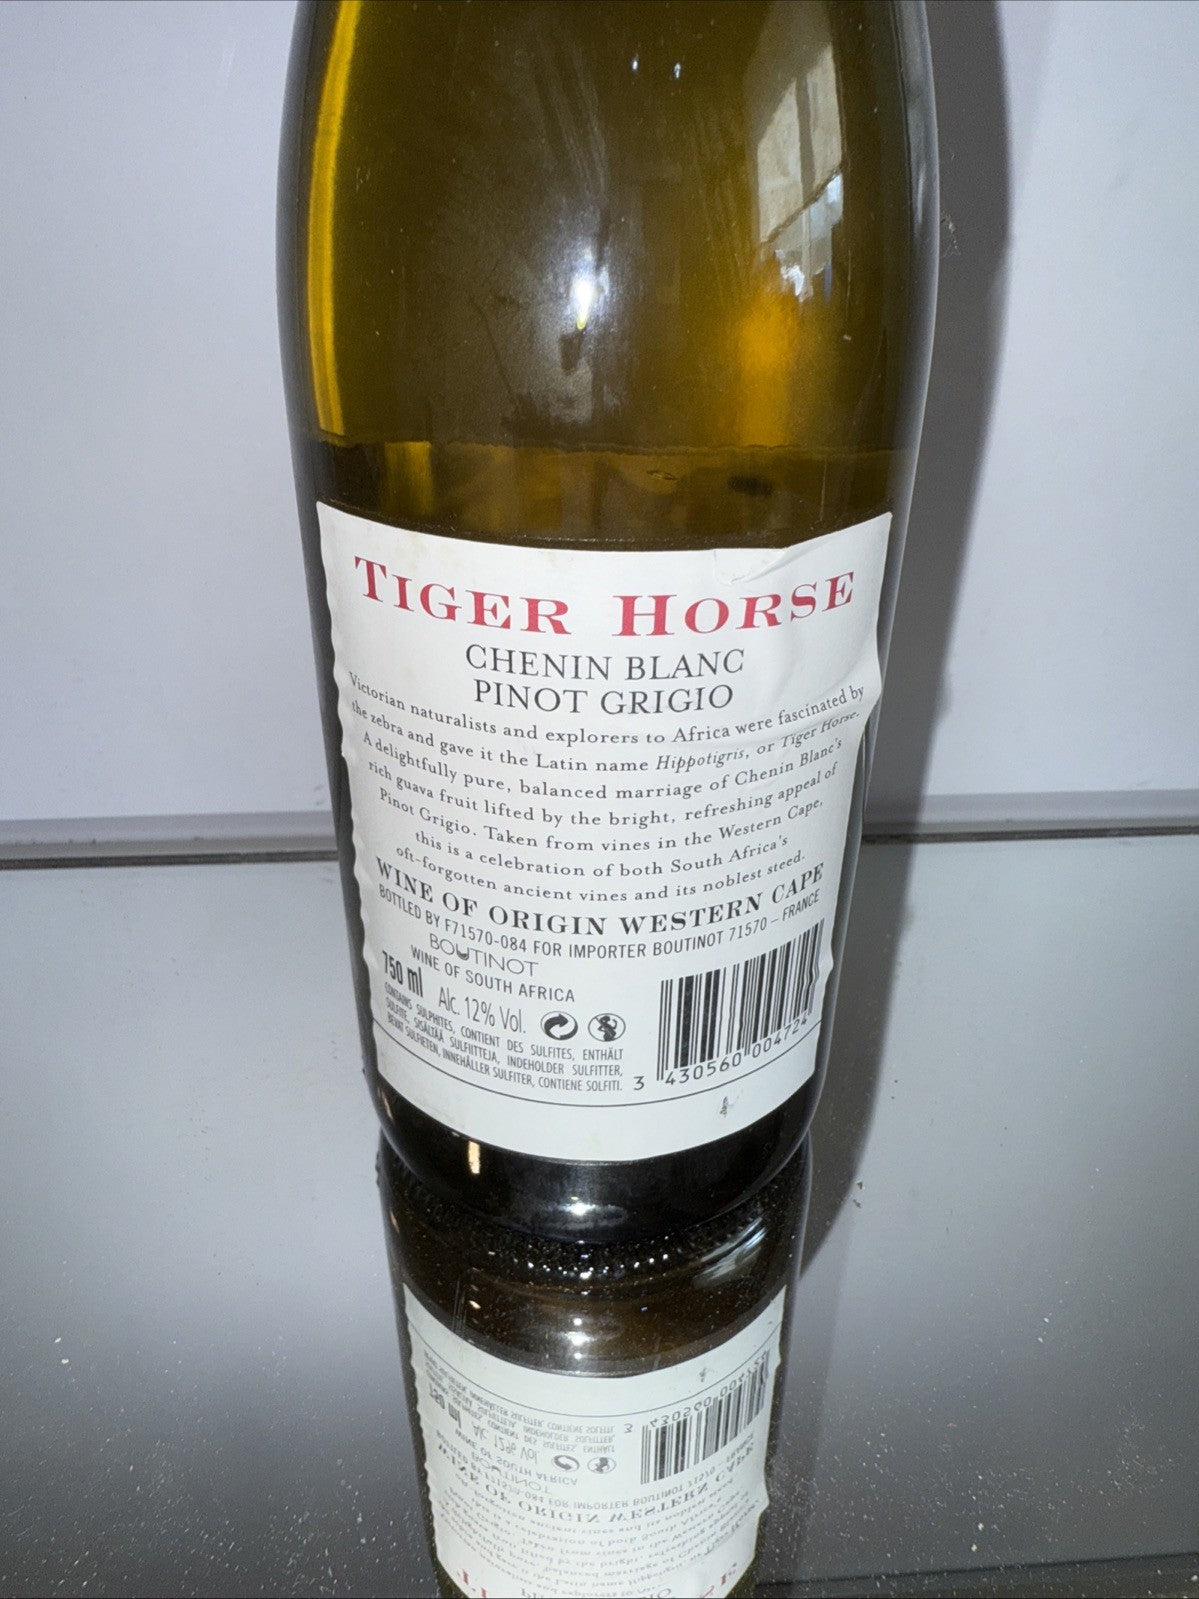 TIGER HORSE
CHENIN BLANC
PINOT GRIGIO
Victorian naturalists and explorers to Africa were fascinated by
the zebra and gave it the Latin name Hippotigris, or Tiger Horse.
A delightfully pure, balanced marriage of Chenin Blanc's
rich guava fruit lifted by the bright, refreshing appeal of
Pinot Grigio. Taken from vines in the Western Cape,
this is a celebration of both South Africa's
oft-forgotten ancient vines and its noblest steed.
WINE OF ORIGIN WESTERN CAPE
BOTTLED BY F71570-084 FOR IMPORTER BOUTINOT 71570 – FRANCE
BOUTINOT
WINE OF SOUTH AFRICA
750 ml Alc. 12% Vol.
CONTAINS SULPHITES, CONTIENT DES SULFITES, ENTHÄLT
SULFITE, SISÄLTÄÄ SULFIITTEJA, INDEHOLDER SULFITTER,
BEVAT SULFIETEN, INNEHÅLLER SULFITER, CONTIENE SOLFITI.
3 430560 004724